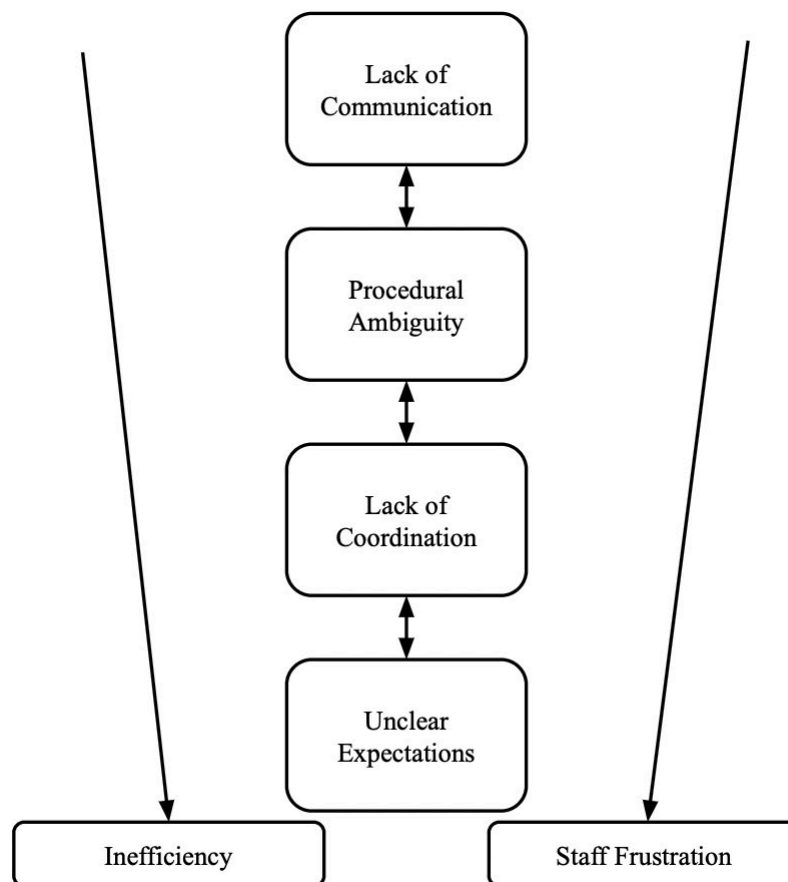 Lack of
Communication
Procedural
Ambiguity
Lack of
Coordination
Unclear
Expectations
Inefficiency
Staff Frustration